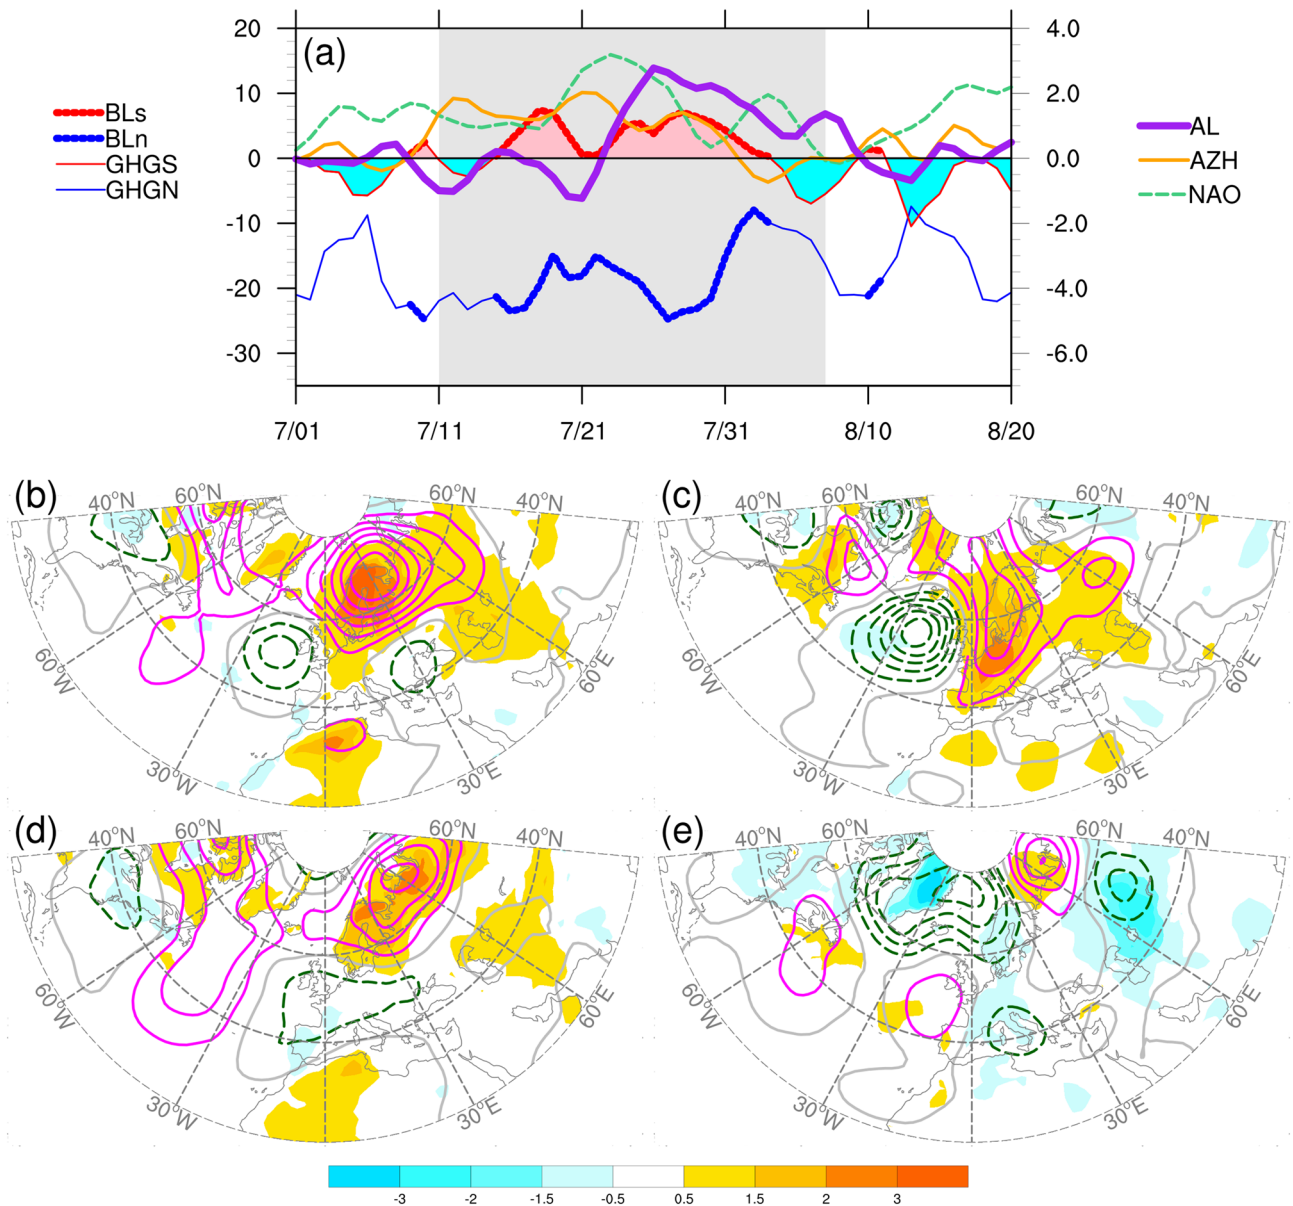 (a)
20
10
0
-10
-20
-30
4.0
2.0
0.0
-2.0
-4.0
-6.0
7/01 7/11 7/21 7/31 8/10 8/20
BLs
BLn
GHGS
GHGN
AL
AZH
NAO
(b) 40°N 60°N 60°N 40°N
60°W 30°W 30°E 60°E
(c) 40°N 60°N 60°N 40°N
60°W 30°W 30°E 60°E
(d) 40°N 60°N 60°N 40°N
60°W 30°W 30°E 60°E
(e) 40°N 60°N 60°N 40°N
60°W 30°W 30°E 60°E
-3 -2 -1.5 -0.5 0.5 1.5 2 3